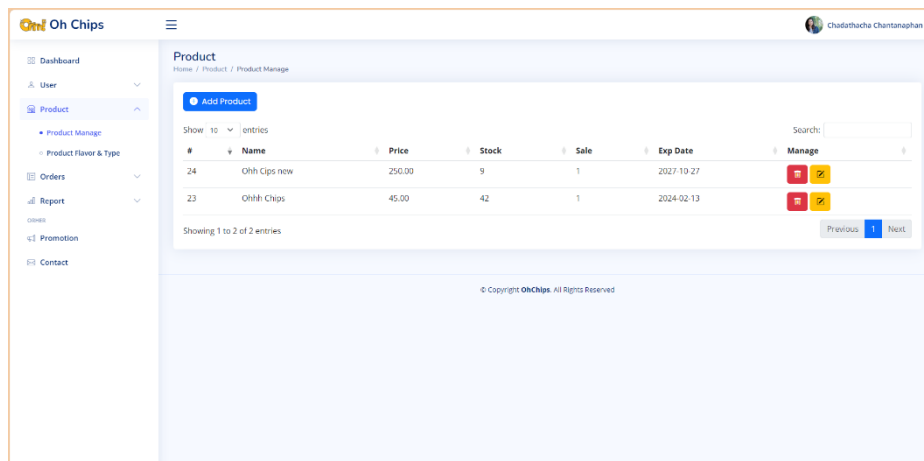 Oh Chips
Chadathacha Chantanaphan
Dashboard
User
Product
Product Manage
Product Flavor & Type
Orders
Report
Promotion
Contact
Product
Home / Product / Product Manage
Add Product
Show 10 entries
Search:
# Name Price Stock Sale Exp Date Manage
24 Ohh Cips new 250.00 9 1 2027-10-27
23 Ohhh Chips 45.00 42 1 2024-02-13
Showing 1 to 2 of 2 entries
Previous 1 Next
© Copyright OhChips. All Rights Reserved